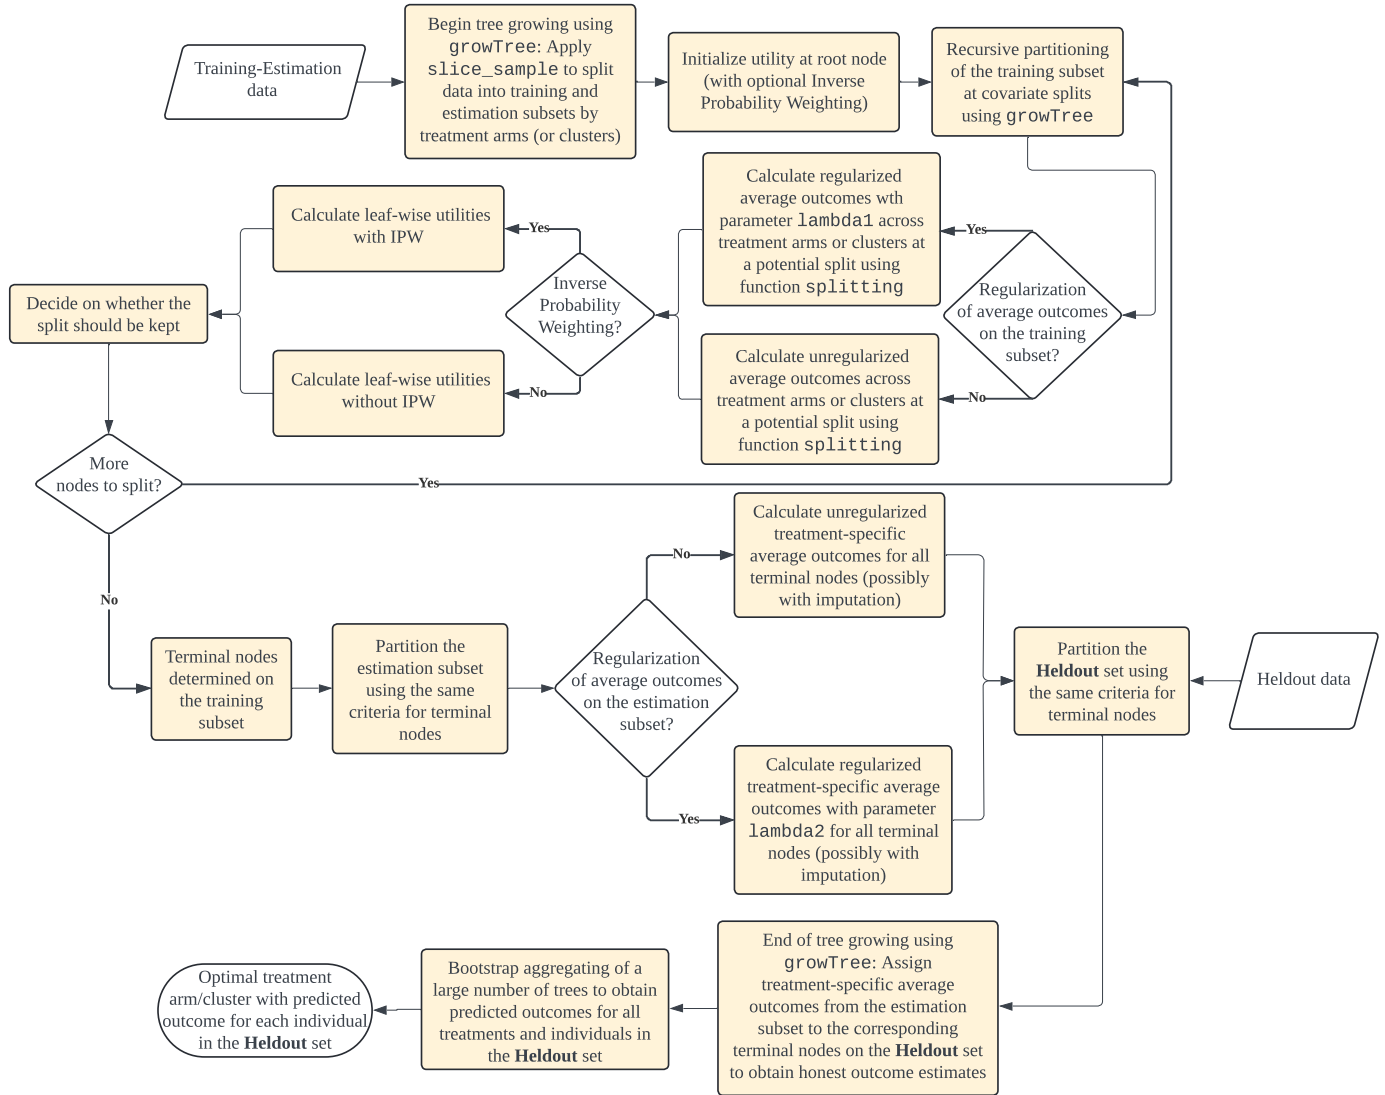 Training-Estimation
data
Begin tree growing using
growTree: Apply
slice_sample to split
data into training and
estimation subsets by
treatment arms (or clusters)
Initialize utility at root node
(with optional Inverse
Probability Weighting)
Recursive partitioning
of the training subset
at covariate splits
using growTree
Regularization
of average outcomes
on the training
subset?
Yes
Calculate regularized
average outcomes wth
parameter lambda1 across
treatment arms or clusters at
a potential split using
function splitting
No
Calculate unregularized
average outcomes across
treatment arms or clusters at
a potential split using
function splitting
Inverse
Probability
Weighting?
Yes
Calculate leaf-wise utilities
with IPW
No
Calculate leaf-wise utilities
without IPW
Decide on whether the
split should be kept
More
nodes to split?
Yes
No
Terminal nodes
determined on
the training
subset
Partition the
estimation subset
using the same
criteria for terminal
nodes
Regularization
of average outcomes
on the estimation
subset?
No
Calculate unregularized
treatment-specific
average outcomes for all
terminal nodes (possibly
with imputation)
Yes
Calculate regularized
treatment-specific average
outcomes with parameter
lambda2 for all terminal
nodes (possibly with
imputation)
Partition the
Heldout set using
the same criteria for
terminal nodes
Heldout data
End of tree growing using
growTree: Assign
treatment-specific average
outcomes from the estimation
subset to the corresponding
terminal nodes on the Heldout set
to obtain honest outcome estimates
Bootstrap aggregating of a
large number of trees to obtain
predicted outcomes for all
treatments and individuals in
the Heldout set
Optimal treatment
arm/cluster with predicted
outcome for each individual
in the Heldout set